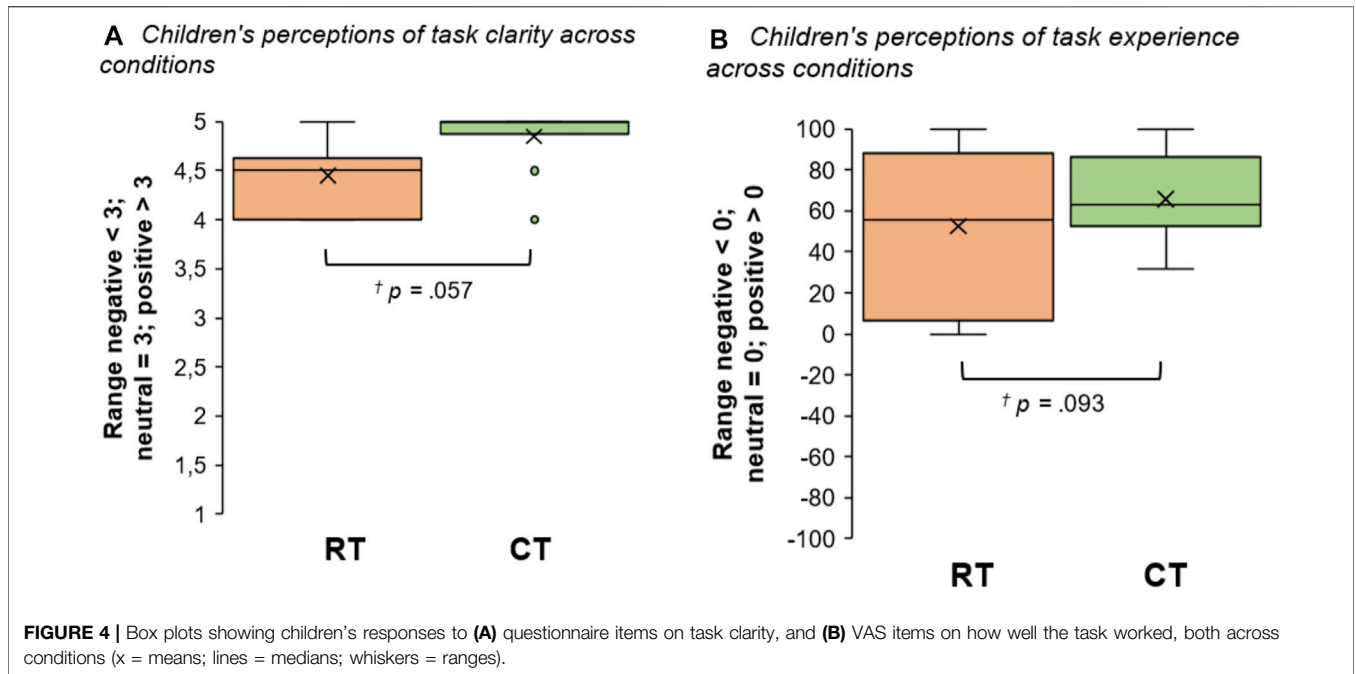 A Children's perceptions of task clarity across
conditions
Range negative < 3;
neutral = 3; positive > 3
5
4,5
4
3,5
3
2,5
2
1,5
1
† p = .057
RT CT
B Children's perceptions of task experience
across conditions
Range negative < 0;
neutral = 0; positive > 0
100
80
60
40
20
0
-20
-40
-60
-80
-100
† p = .093
RT CT
FIGURE 4 | Box plots showing children's responses to (A) questionnaire items on task clarity, and (B) VAS items on how well the task worked, both across
conditions (x = means; lines = medians; whiskers = ranges).